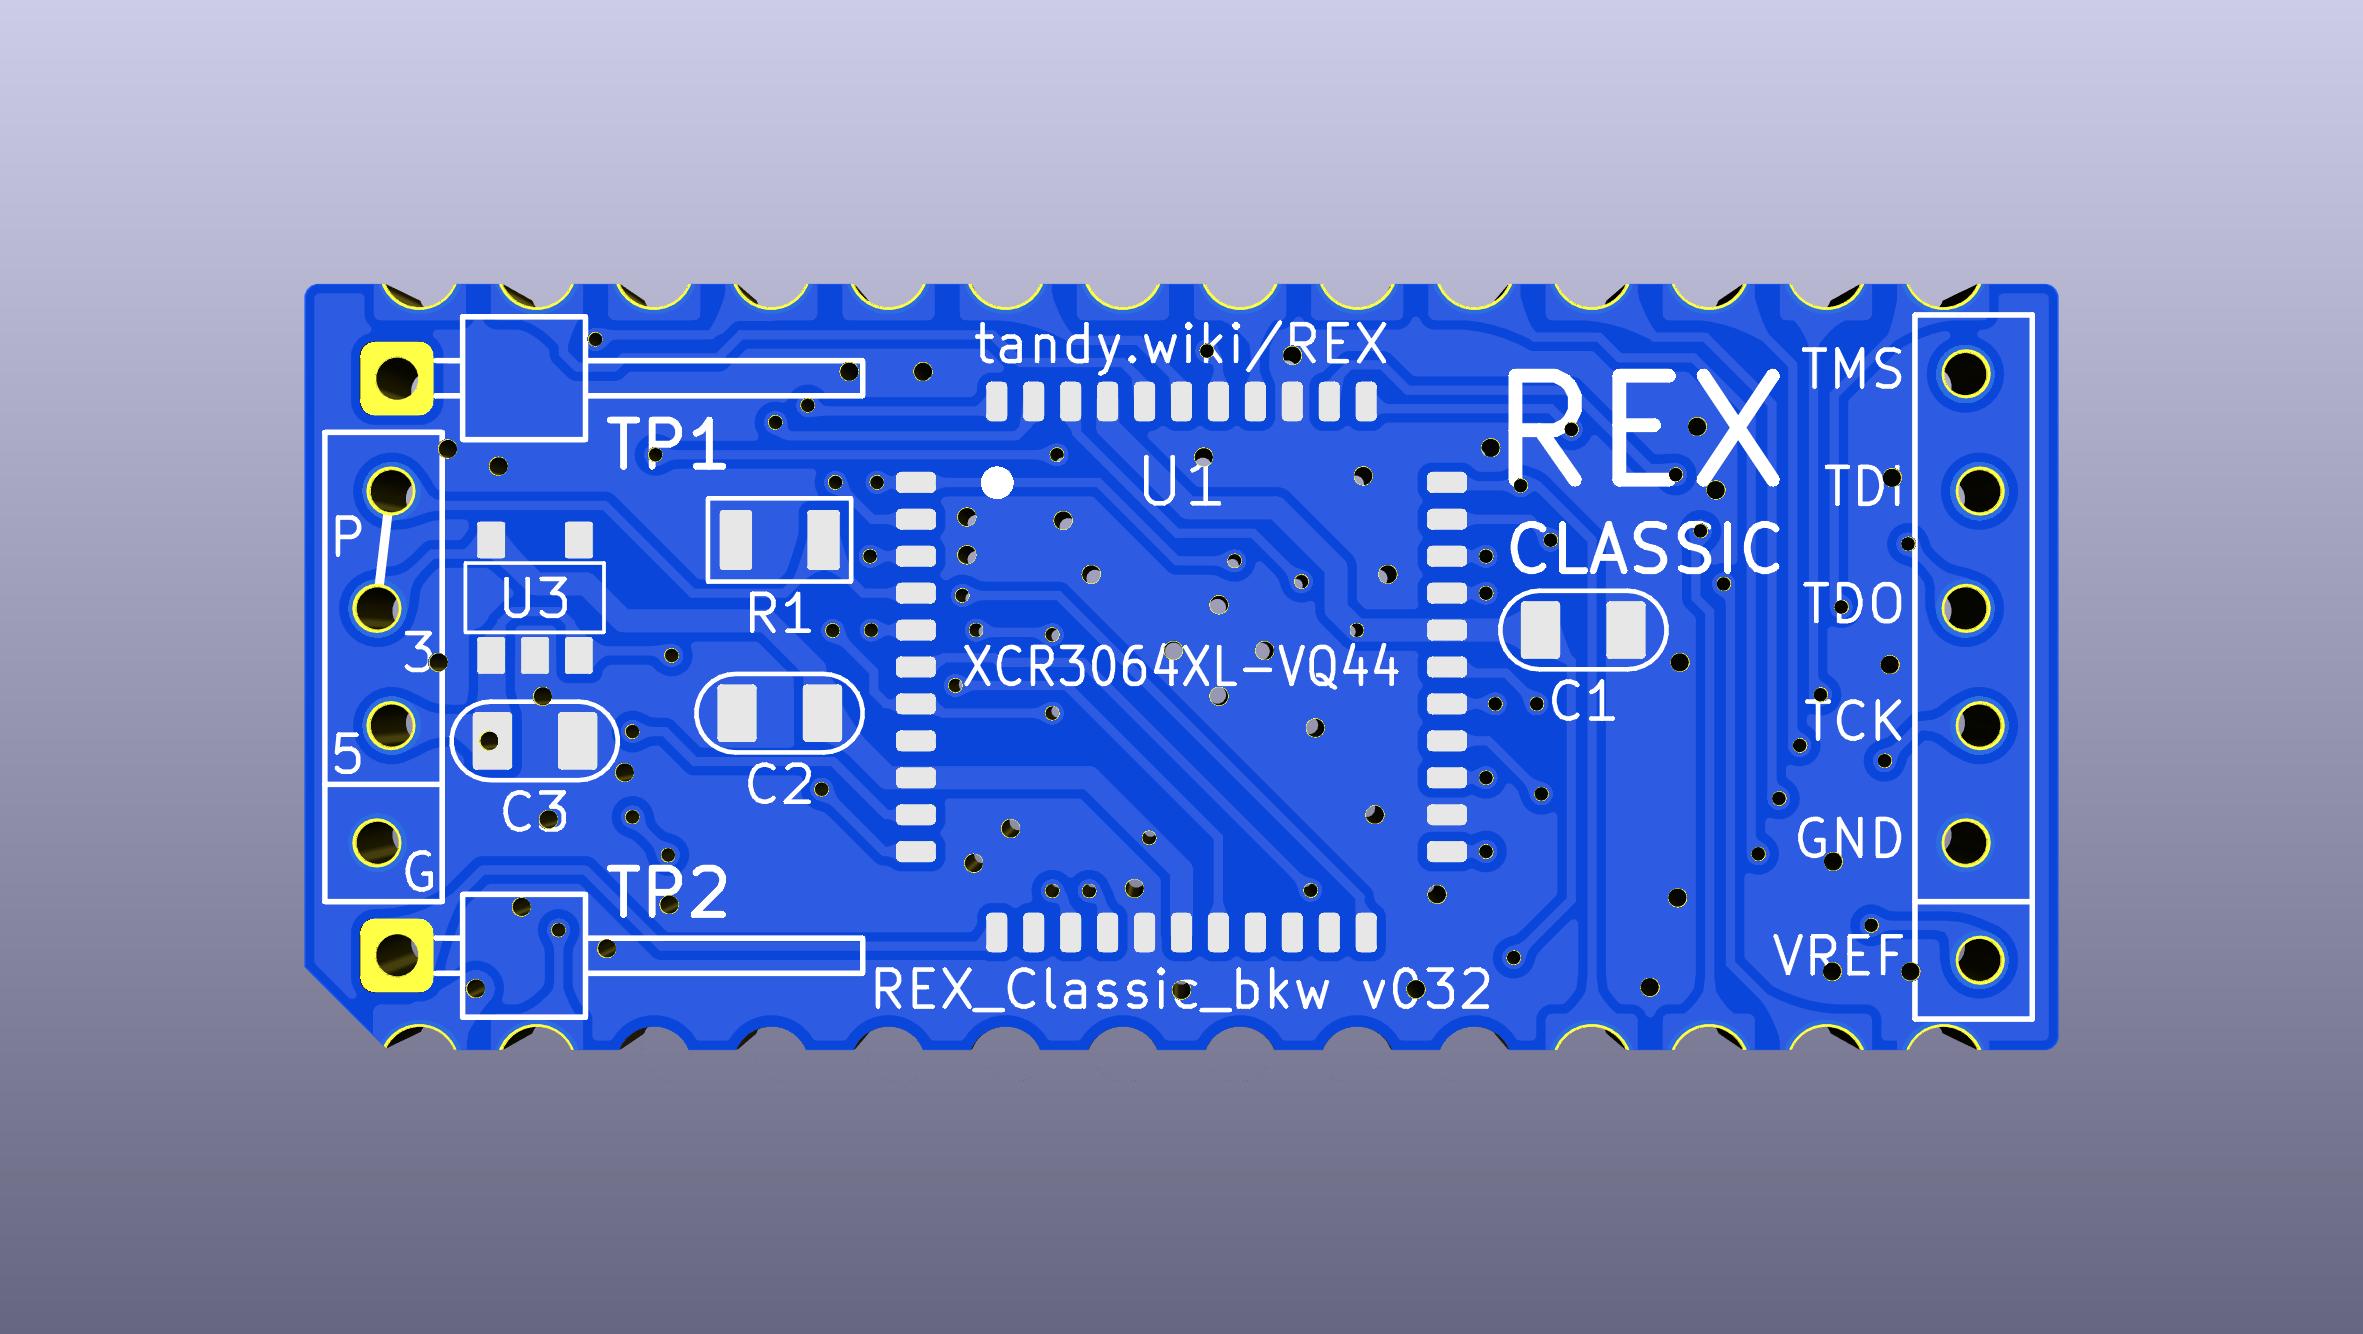 tandy.wiki/REX
TMS
REX
TP1
U1
TDi
P
CLASSIC
U3
R1
TDO
3
XCR3064XL-VQ44
C1
TCK
5
C2
C3
GND
G
TP2
VREF
REX_Classic_bkw v032